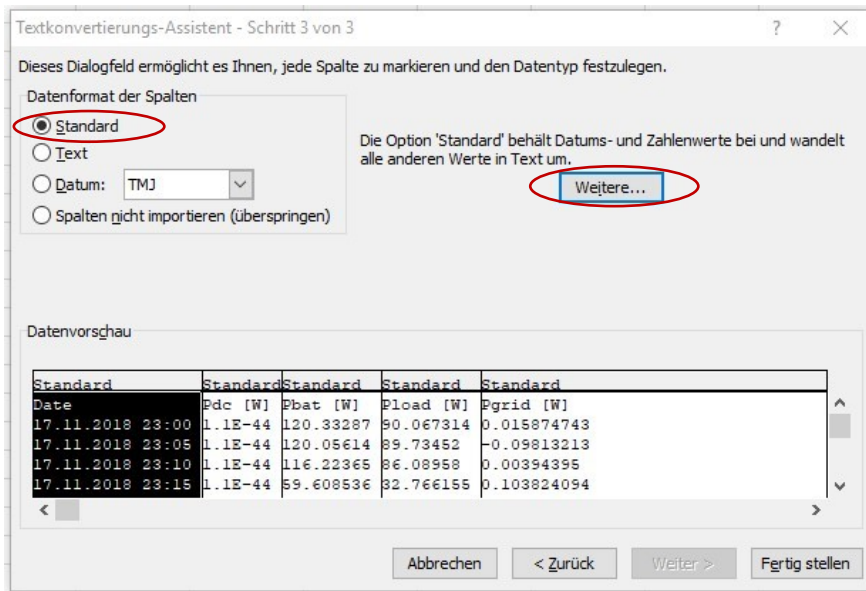 Textkonvertierungs-Assistent - Schritt 3 von 3
Dieses Dialogfeld ermöglicht es Ihnen, jede Spalte zu markieren und den Datentyp festzulegen.
Datenformat der Spalten
Standard
Text
Datum: TMJ
Spalten nicht importieren (überspringen)
Die Option 'Standard' behält Datums- und Zahlenwerte bei und wandelt
alle anderen Werte in Text um.
Weitere...
Datenvorschau
Standard Standard Standard Standard Standard
Date Pdc [W] Pbat [W] Pload [W] Pgrid [W]
17.11.2018 23:00 1.1E-44 120.33287 90.067314 0.015874743
17.11.2018 23:05 1.1E-44 120.05614 89.73452 -0.09813213
17.11.2018 23:10 1.1E-44 116.22365 86.08958 0.00394395
17.11.2018 23:15 1.1E-44 59.608536 32.766155 0.103824094
Abbrechen < Zurück Weiter > Fertig stellen